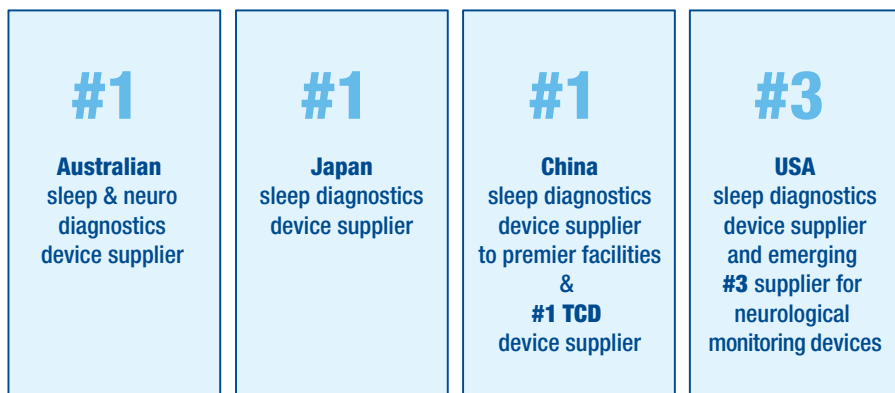 #1
Australian
sleep & neuro
diagnostics
device supplier
#1
Japan
sleep diagnostics
device supplier
#1
China
sleep diagnostics
device supplier
to premier facilities
&
#1 TCD
device supplier
#3
USA
sleep diagnostics
device supplier
and emerging
#3 supplier for
neurological
monitoring devices